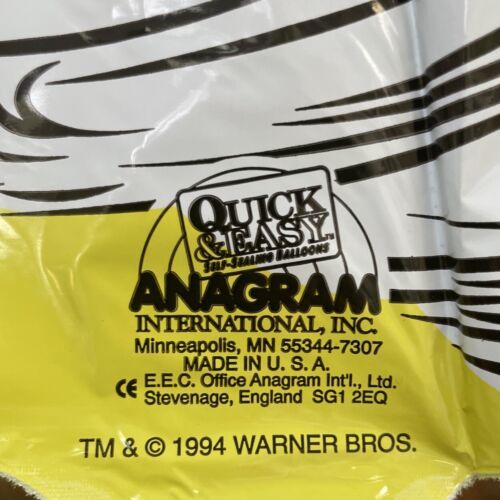 QUICK
& EASY™
SELF-SEALING BALLOONS
ANAGRAM
INTERNATIONAL, INC.
Minneapolis, MN 55344-7307
MADE IN U. S. A.
CE E.E.C. Office Anagram Int'l., Ltd.
Stevenage, England SG1 2EQ
TM & © 1994 WARNER BROS.